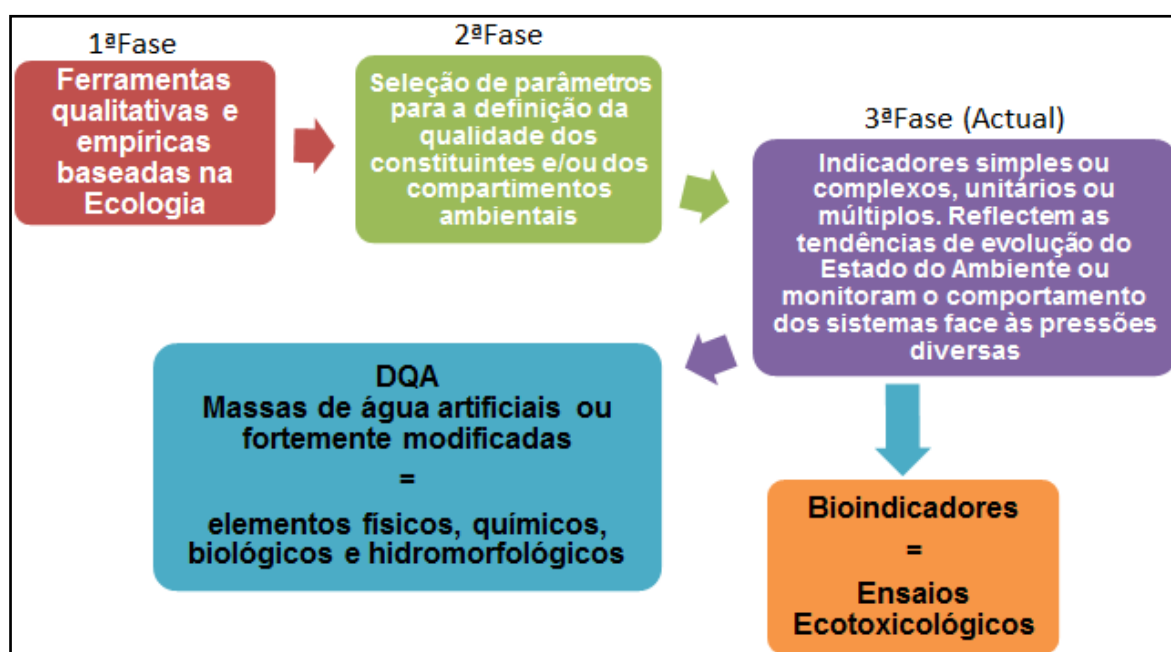 1ªFase
Ferramentas
qualitativas e
empíricas
baseadas na
Ecologia
2ªFase
Seleção de parâmetros
para a definição da
qualidade dos
constituintes e/ou dos
compartimentos
ambientais
3ªFase (Actual)
Indicadores simples ou
complexos, unitários ou
múltiplos. Reflectem as
tendências de evolução do
Estado do Ambiente ou
monitoram o comportamento
dos sistemas face às pressões
diversas
DQA
Massas de água artificiais ou
fortemente modificadas
=
elementos físicos, químicos,
biológicos e hidromorfológicos
Bioindicadores
=
Ensaios
Ecotoxicológicos